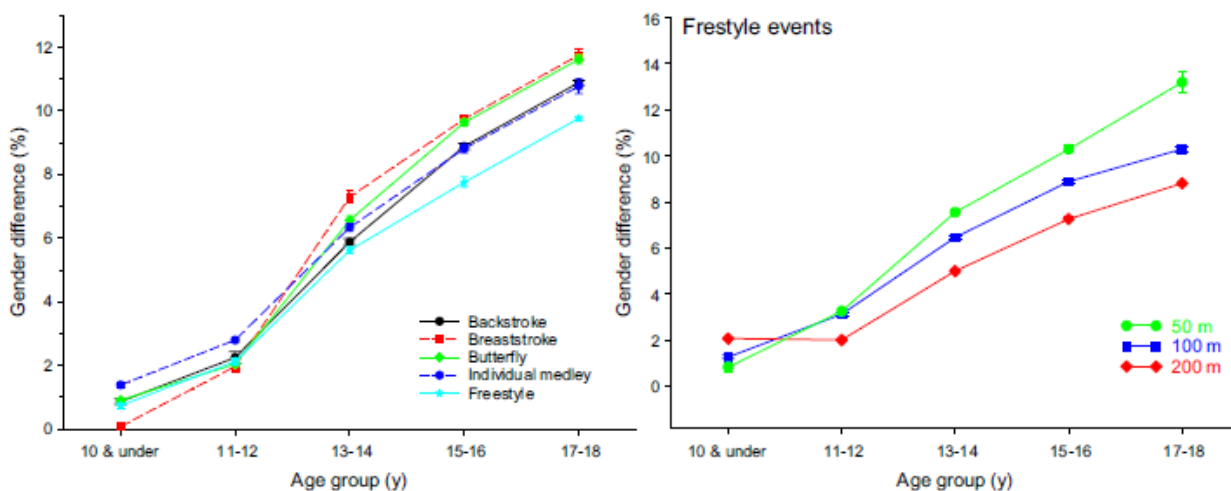 12
10
8
6
4
2
0
Gender difference (%)
Backstroke
Breaststroke
Butterfly
Individual medley
Freestyle
10 & under 11-12 13-14 15-16 17-18
Age group (y)
Frestyle events
16
14
12
10
8
6
4
2
0
Gender difference (%)
50 m
100 m
200 m
10 & under 11-12 13-14 15-16 17-18
Age group (y)